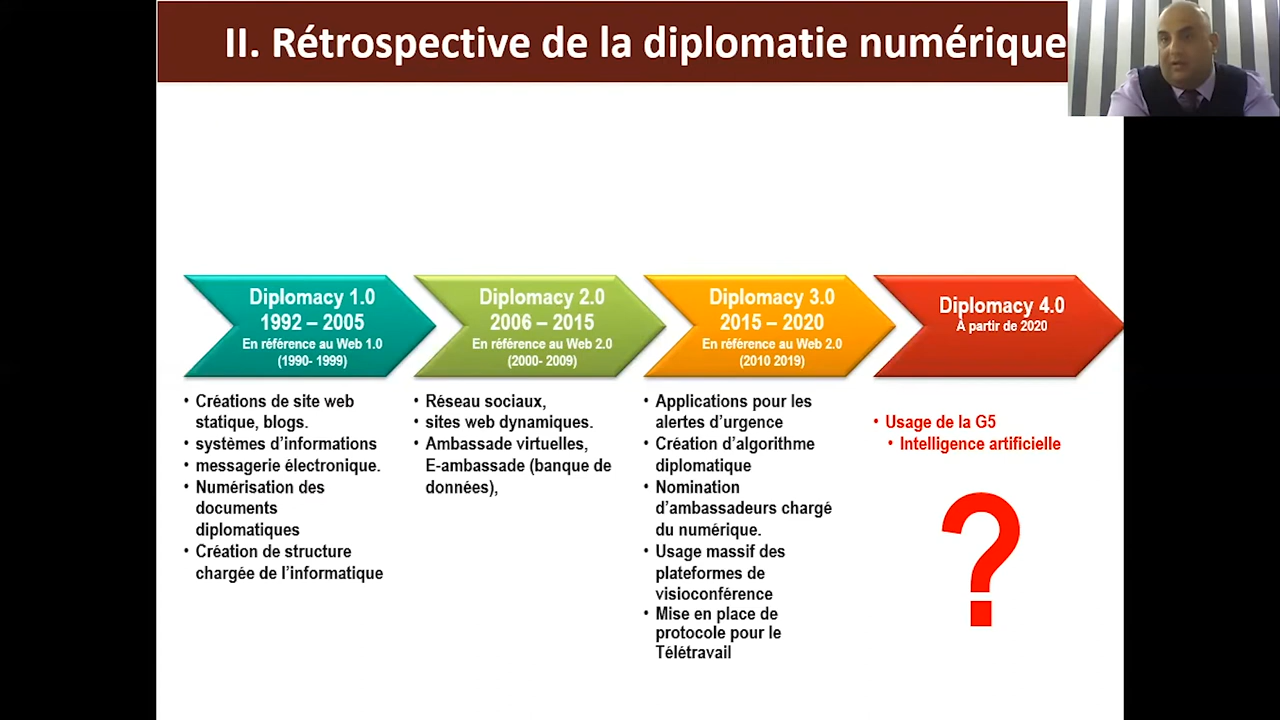 II. Rétrospective de la diplomatie numérique
Diplomacy 1.0
1992 – 2005
En référence au Web 1.0
(1990- 1999)
• Créations de site web
statique, blogs.
• systèmes d’informations
• messagerie électronique.
• Numérisation des
documents
diplomatiques
• Création de structure
chargée de l’informatique
Diplomacy 2.0
2006 – 2015
En référence au Web 2.0
(2000- 2009)
• Réseau sociaux,
• sites web dynamiques.
• Ambassade virtuelles,
E-ambassade (banque de
données),
Diplomacy 3.0
2015 – 2020
En référence au Web 2.0
(2010 2019)
• Applications pour les
alertes d’urgence
• Création d’algorithme
diplomatique
• Nomination
d’ambassadeurs chargé
du numérique.
• Usage massif des
plateformes de
visioconférence
• Mise en place de
protocole pour le
Télétravail
Diplomacy 4.0
À partir de 2020
• Usage de la G5
• Intelligence artificielle
?